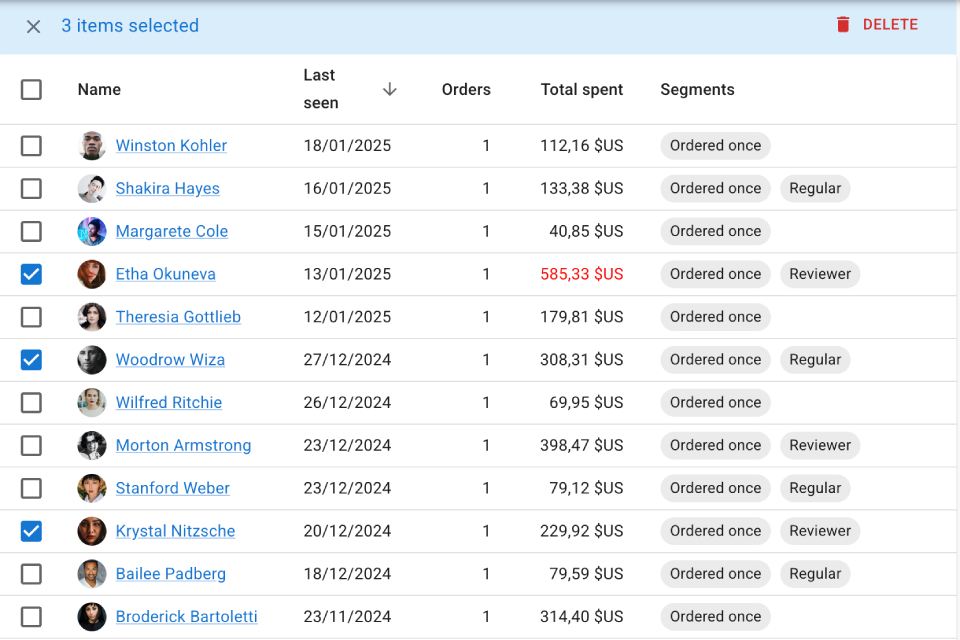 3 items selected DELETE
Name Last seen Orders Total spent Segments
Winston Kohler 18/01/2025 1 112,16 $US Ordered once
Shakira Hayes 16/01/2025 1 133,38 $US Ordered once Regular
Margarete Cole 15/01/2025 1 40,85 $US Ordered once
Etha Okuneva 13/01/2025 1 585,33 $US Ordered once Reviewer
Theresia Gottlieb 12/01/2025 1 179,81 $US Ordered once
Woodrow Wiza 27/12/2024 1 308,31 $US Ordered once Regular
Wilfred Ritchie 26/12/2024 1 69,95 $US Ordered once
Morton Armstrong 23/12/2024 1 398,47 $US Ordered once Reviewer
Stanford Weber 23/12/2024 1 79,12 $US Ordered once Regular
Krystal Nitzsche 20/12/2024 1 229,92 $US Ordered once Reviewer
Bailee Padberg 18/12/2024 1 79,59 $US Ordered once Regular
Broderick Bartoletti 23/11/2024 1 314,40 $US Ordered once